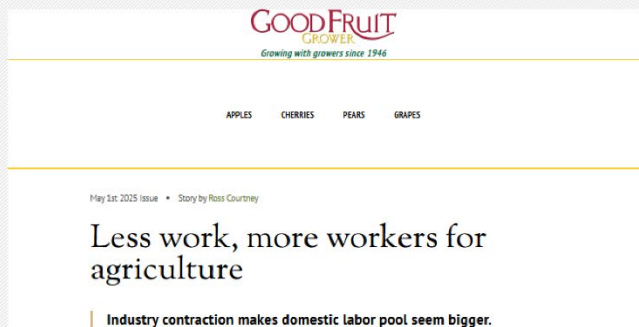 GOOD FRUIT
GROWER
Growing with growers since 1946
APPLES CHERRIES PEARS GRAPES
May 1st 2025 Issue • Story by Ross Courtney
Less work, more workers for
agriculture
Industry contraction makes domestic labor pool seem bigger.